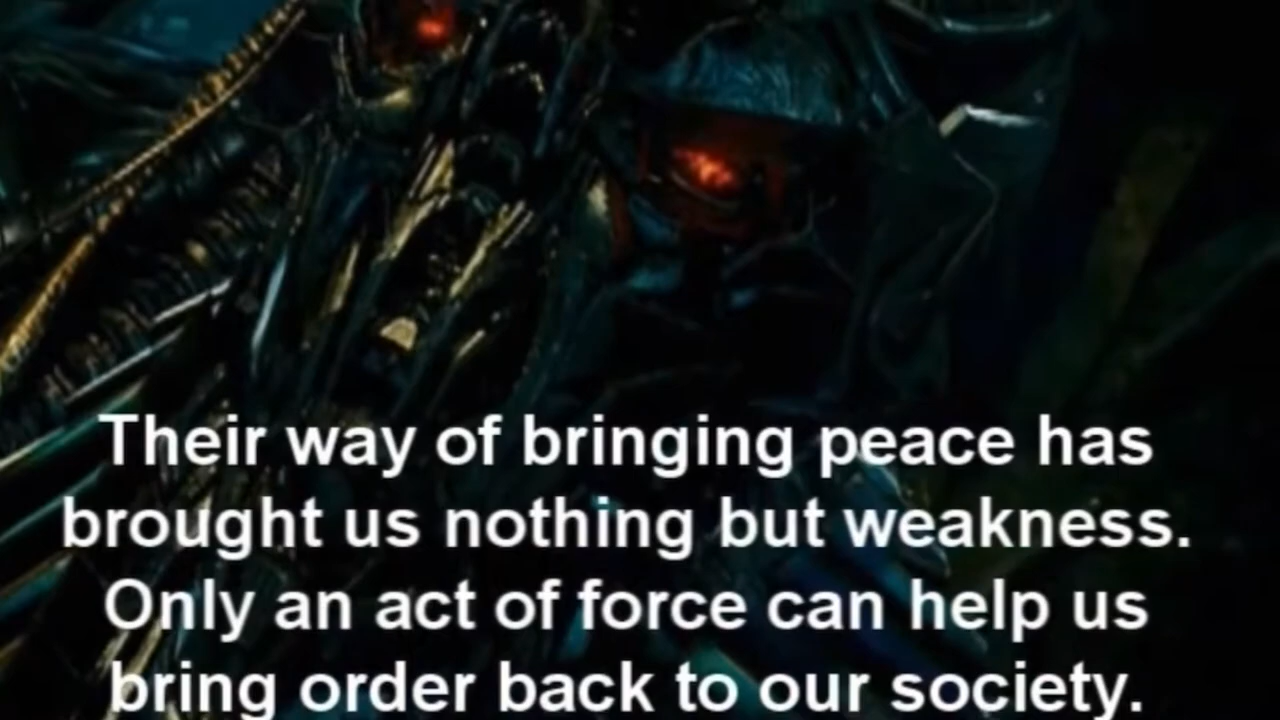 Their way of bringing peace has
brought us nothing but weakness.
Only an act of force can help us
bring order back to our society.